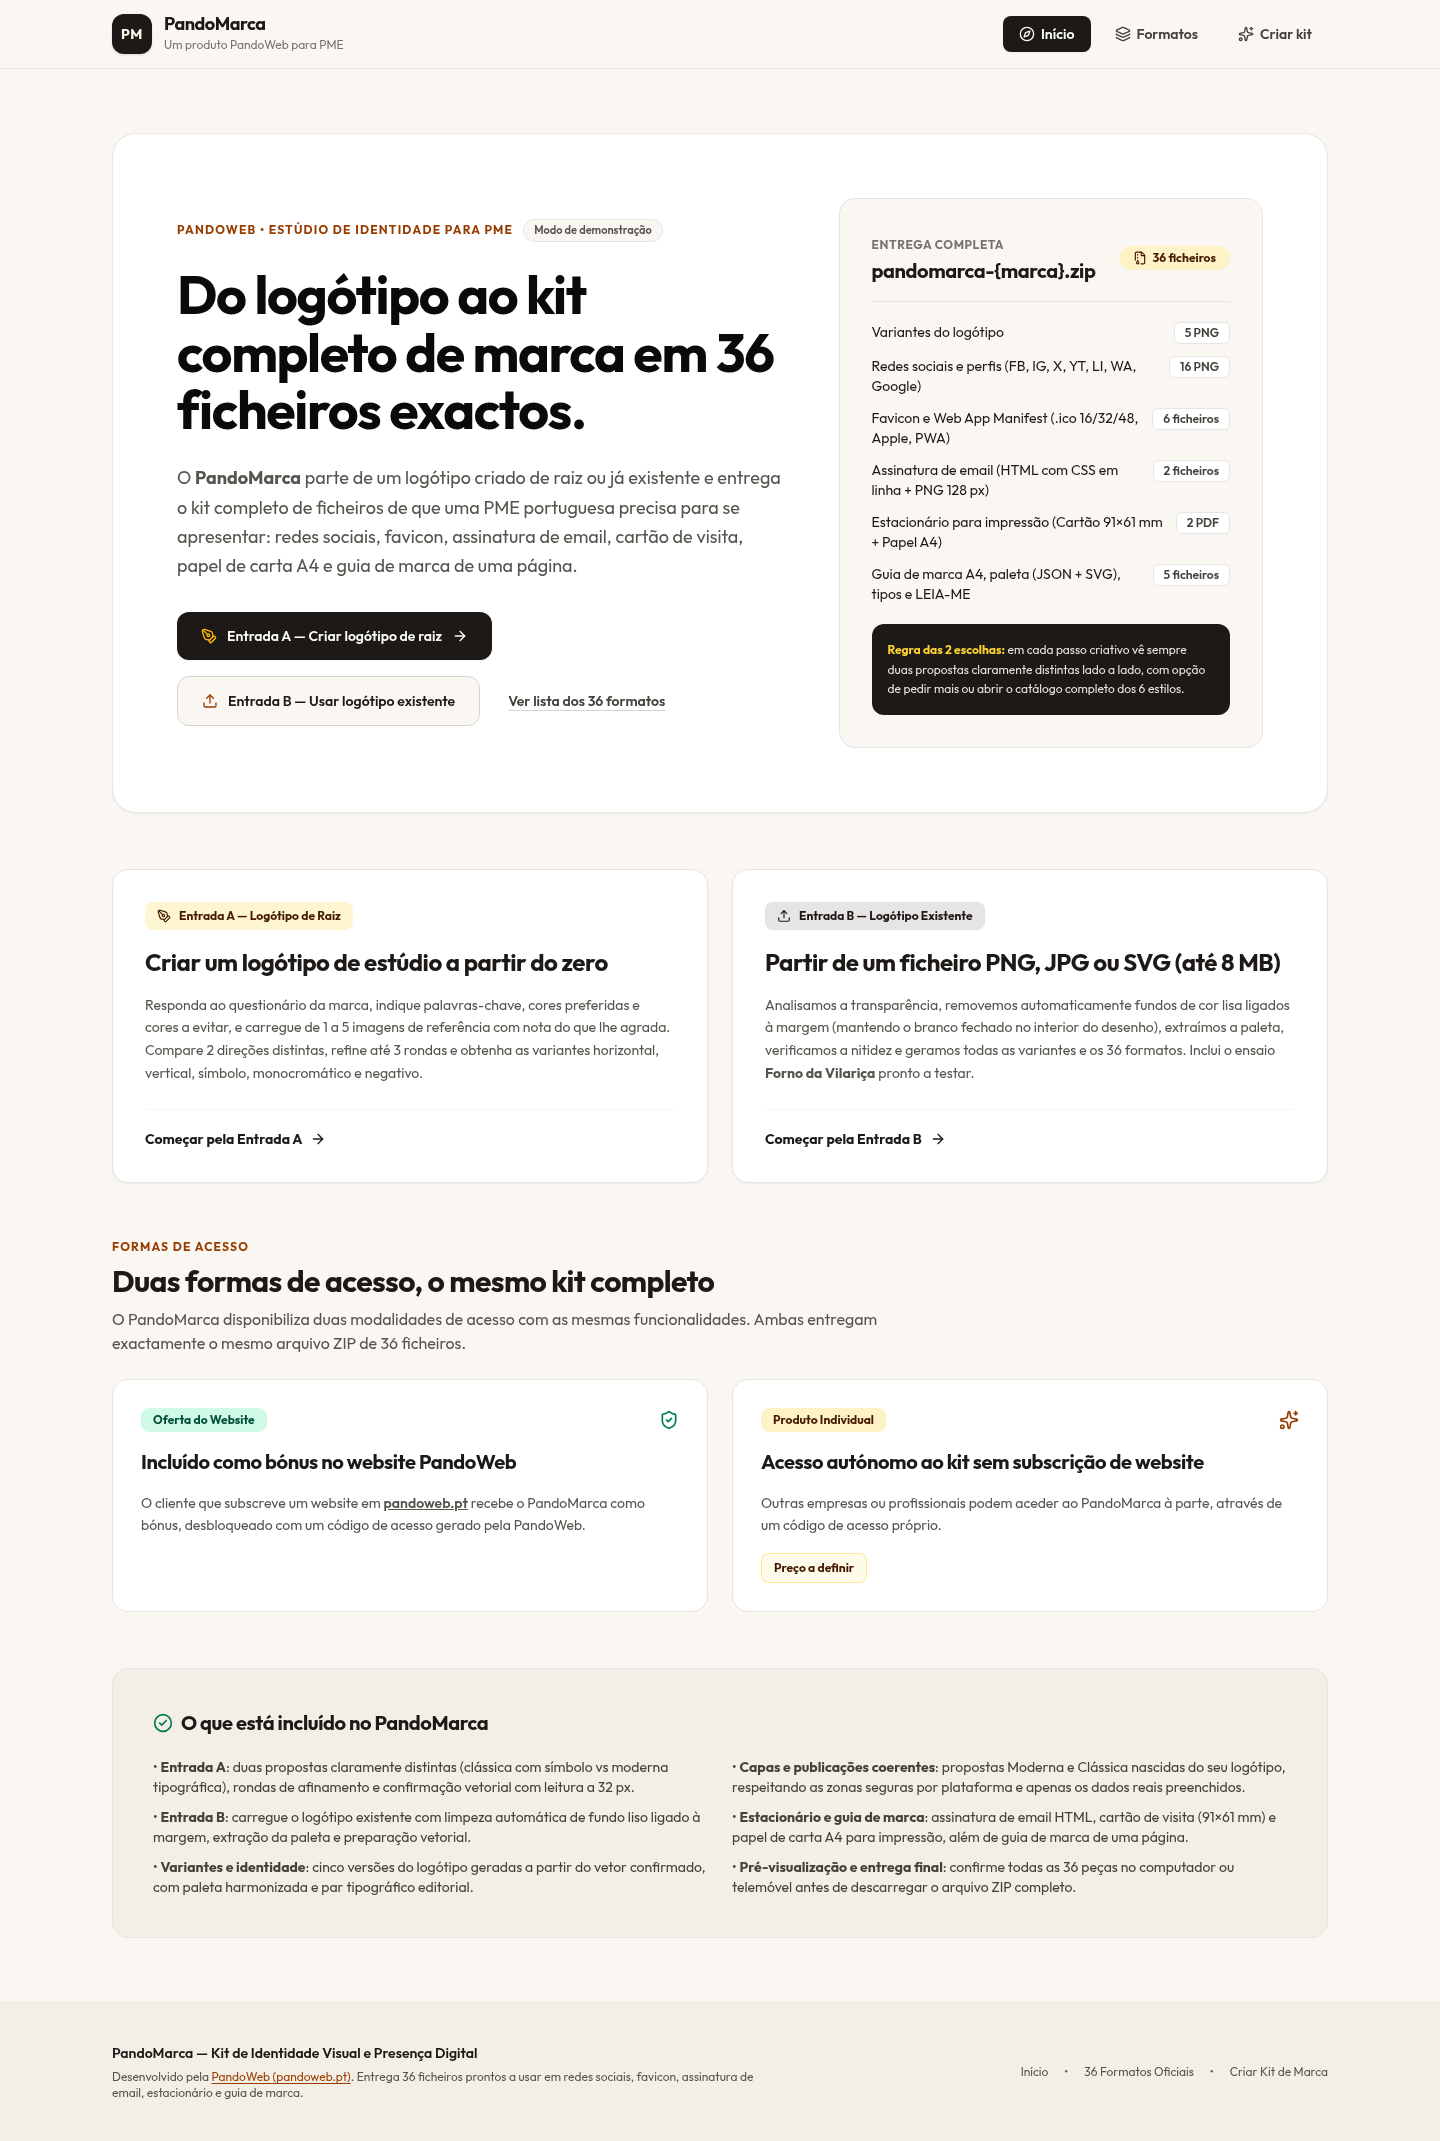 PM
PandoMarca
Um produto PandoWeb para PME
Início
Formatos
Criar kit
PANDOWEB • ESTÚDIO DE IDENTIDADE PARA PME
Modo de demonstração
Do logótipo ao kit
completo de marca em 36
ficheiros exactos.
O PandoMarca parte de um logótipo criado de raiz ou já existente e entrega
o kit completo de ficheiros de que uma PME portuguesa precisa para se
apresentar: redes sociais, favicon, assinatura de email, cartão de visita,
papel de carta A4 e guia de marca de uma página.
Entrada A — Criar logótipo de raiz
Entrada B — Usar logótipo existente
Ver lista dos 36 formatos
ENTREGA COMPLETA
pandomarca-{marca}.zip
36 ficheiros
Variantes do logótipo
5 PNG
Redes sociais e perfis (FB, IG, X, YT, LI, WA,
Google)
16 PNG
Favicon e Web App Manifest (.ico 16/32/48,
Apple, PWA)
6 ficheiros
Assinatura de email (HTML com CSS em
linha + PNG 128 px)
2 ficheiros
Estacionário para impressão (Cartão 91×61 mm
+ Papel A4)
2 PDF
Guia de marca A4, paleta (JSON + SVG),
tipos e LEIA-ME
5 ficheiros
Regra das 2 escolhas: em cada passo criativo vê sempre
duas propostas claramente distintas lado a lado, com opção
de pedir mais ou abrir o catálogo completo dos 6 estilos.
Entrada A — Logótipo de Raiz
Criar um logótipo de estúdio a partir do zero
Responda ao questionário da marca, indique palavras-chave, cores preferidas e
cores a evitar, e carregue de 1 a 5 imagens de referência com nota do que lhe agrada.
Compare 2 direções distintas, refine até 3 rondas e obtenha as variantes horizontal,
vertical, símbolo, monocromático e negativo.
Começar pela Entrada A
Entrada B — Logótipo Existente
Partir de um ficheiro PNG, JPG ou SVG (até 8 MB)
Analisamos a transparência, removemos automaticamente fundos de cor lisa ligados
à margem (mantendo o branco fechado no interior do desenho), extraímos a paleta,
verificamos a nitidez e geramos todas as variantes e os 36 formatos. Inclui o ensaio
Forno da Vilariça pronto a testar.
Começar pela Entrada B
FORMAS DE ACESSO
Duas formas de acesso, o mesmo kit completo
O PandoMarca disponibiliza duas modalidades de acesso com as mesmas funcionalidades. Ambas entregam
exactamente o mesmo arquivo ZIP de 36 ficheiros.
Oferta do Website
Incluído como bónus no website PandoWeb
O cliente que subscreve um website em pandoweb.pt recebe o PandoMarca como
bónus, desbloqueado com um código de acesso gerado pela PandoWeb.
Produto Individual
Acesso autónomo ao kit sem subscrição de website
Outras empresas ou profissionais podem aceder ao PandoMarca à parte, através de
um código de acesso próprio.
Preço a definir
O que está incluído no PandoMarca
• Entrada A: duas propostas claramente distintas (clássica com símbolo vs moderna
tipográfica), rondas de afinamento e confirmação vetorial com leitura a 32 px.
• Entrada B: carregue o logótipo existente com limpeza automática de fundo liso ligado à
margem, extração da paleta e preparação vetorial.
• Variantes e identidade: cinco versões do logótipo geradas a partir do vetor confirmado,
com paleta harmonizada e par tipográfico editorial.
• Capas e publicações coerentes: propostas Moderna e Clássica nascidas do seu logótipo,
respeitando as zonas seguras por plataforma e apenas os dados reais preenchidos.
• Estacionário e guia de marca: assinatura de email HTML, cartão de visita (91×61 mm) e
papel de carta A4 para impressão, além de guia de marca de uma página.
• Pré-visualização e entrega final: confirme todas as 36 peças no computador ou
telemóvel antes de descarregar o arquivo ZIP completo.
PandoMarca — Kit de Identidade Visual e Presença Digital
Desenvolvido pela PandoWeb (pandoweb.pt). Entrega 36 ficheiros prontos a usar em redes sociais, favicon, assinatura de
email, estacionário e guia de marca.
Início • 36 Formatos Oficiais • Criar Kit de Marca